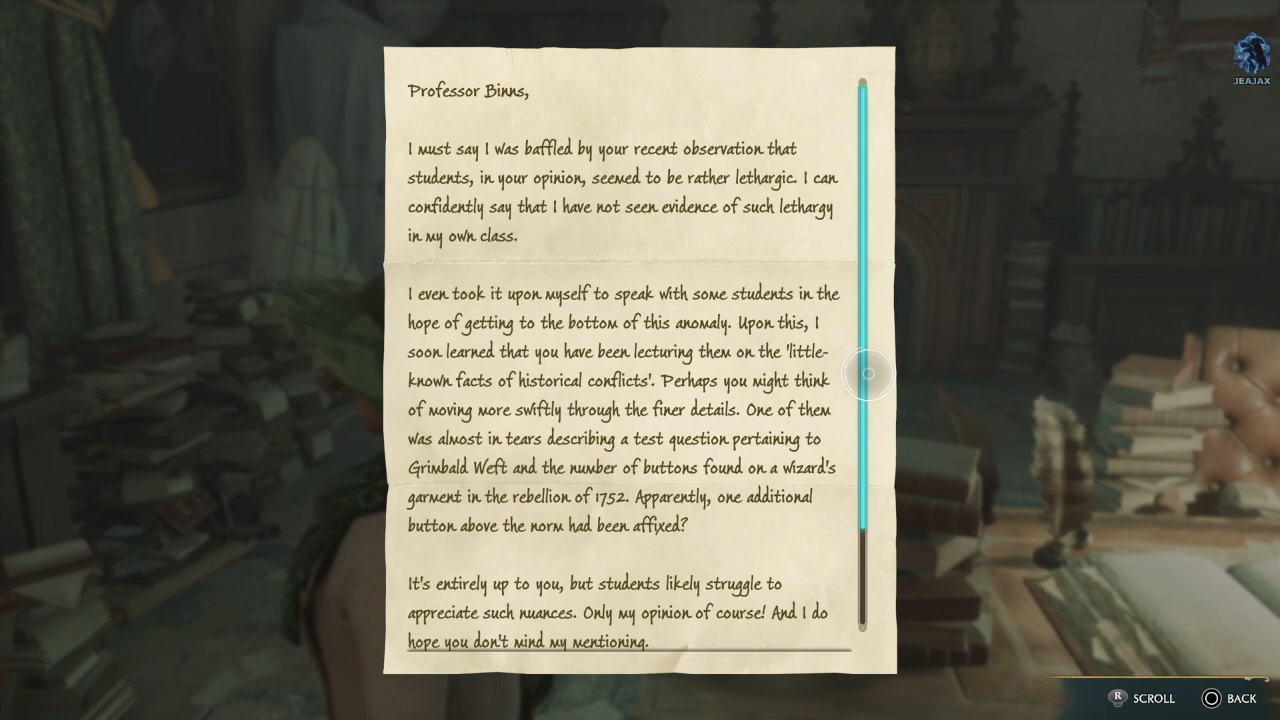 Professor Binns,
I must say I was baffled by your recent observation that
students, in your opinion, seemed to be rather lethargic. I can
confidently say that I have not seen evidence of such lethargy
in my own class.
I even took it upon myself to speak with some students in the
hope of getting to the bottom of this anomaly. Upon this, I
soon learned that you have been lecturing them on the 'little-
known facts of historical conflicts'. Perhaps you might think
of moving more swiftly through the finer details. One of them
was almost in tears describing a test question pertaining to
Grimbald Weft and the number of buttons found on a wizard's
garment in the rebellion of 1752. Apparently, one additional
button above the norm had been affixed?
It's entirely up to you, but students likely struggle to
appreciate such nuances. Only my opinion of course! And I do
hope you don't mind my mentioning.
JEAJAX
R SCROLL
BACK